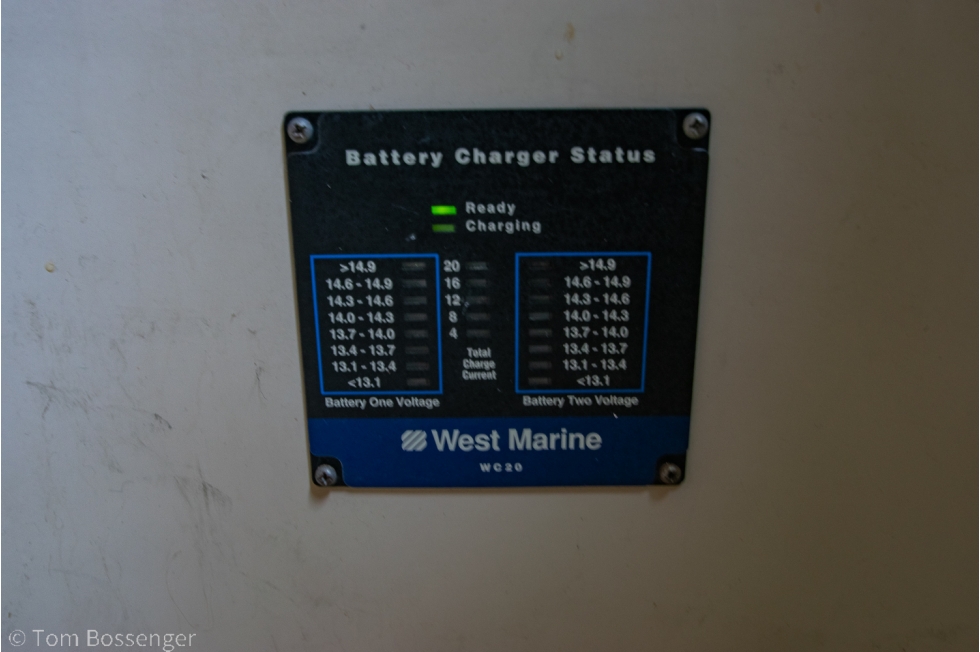 Battery Charger Status
Ready
Charging
>14.9 20 >14.9
14.6 - 14.9 16 14.6 - 14.9
14.3 - 14.6 12 14.3 - 14.6
14.0 - 14.3 8 14.0 - 14.3
13.7 - 14.0 4 13.7 - 14.0
13.4 - 13.7 13.4 - 13.7
13.1 - 13.4 13.1 - 13.4
<13.1 <13.1
Total
Charge
Current
Battery One Voltage
Battery Two Voltage
West Marine
WC20
© Tom Bossenger